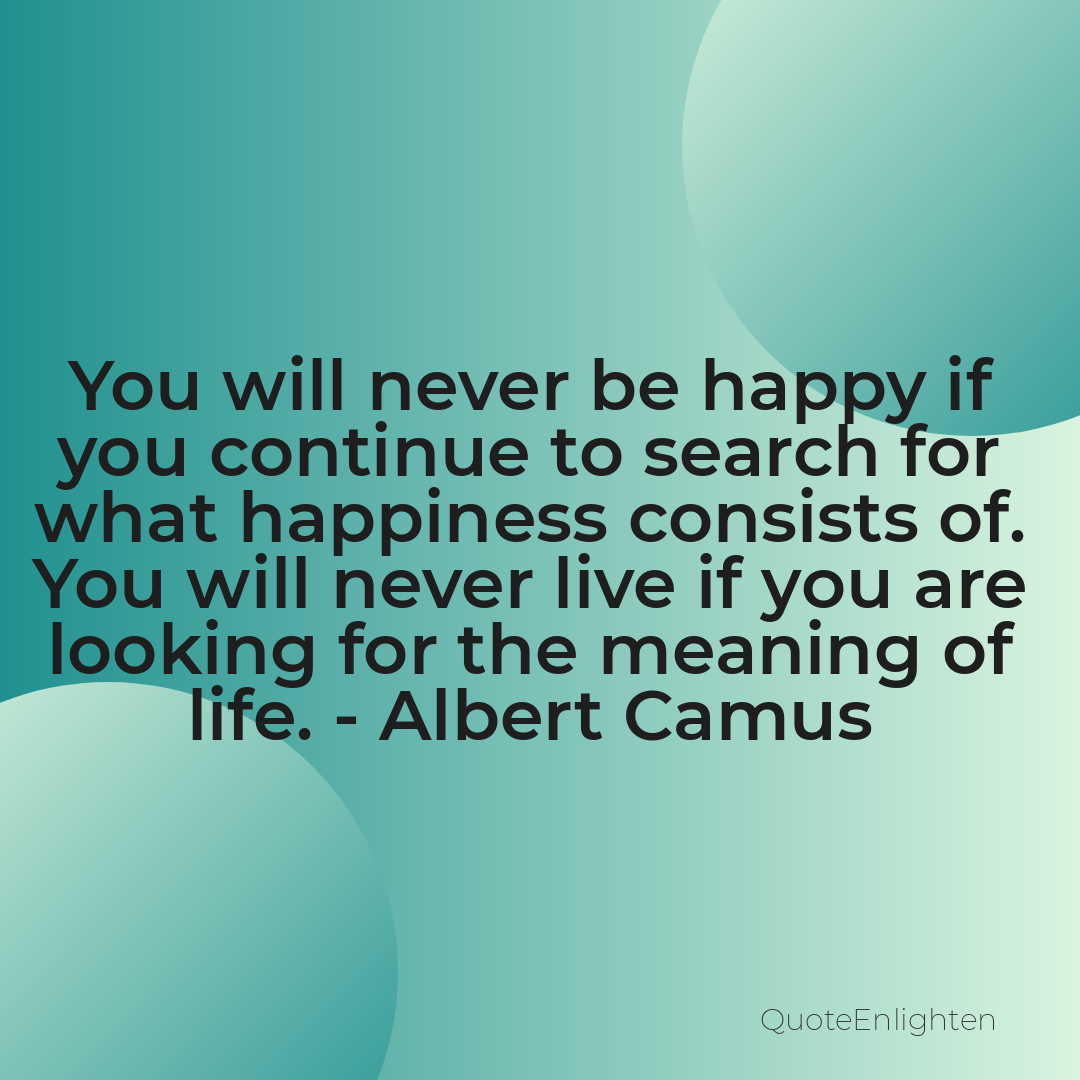 You will never be happy if
you continue to search for
what happiness consists of.
You will never live if you are
looking for the meaning of
life. - Albert Camus
QuoteEnlighten